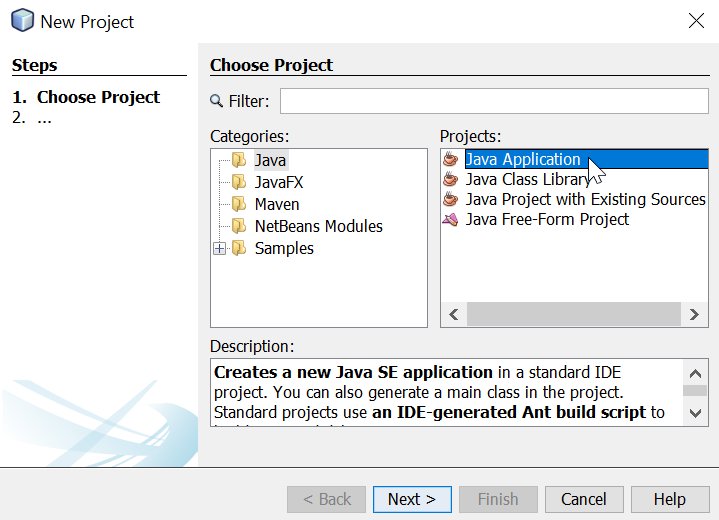 New Project
Steps
1. Choose Project
2. ...
Choose Project
Filter:
Categories:
Java
JavaFX
Maven
NetBeans Modules
Samples
Projects:
Java Application
Java Class Library
Java Project with Existing Sources
Java Free-Form Project
Description:
Creates a new Java SE application in a standard IDE
project. You can also generate a main class in the project.
Standard projects use an IDE-generated Ant build script to
< Back
Next >
Finish
Cancel
Help